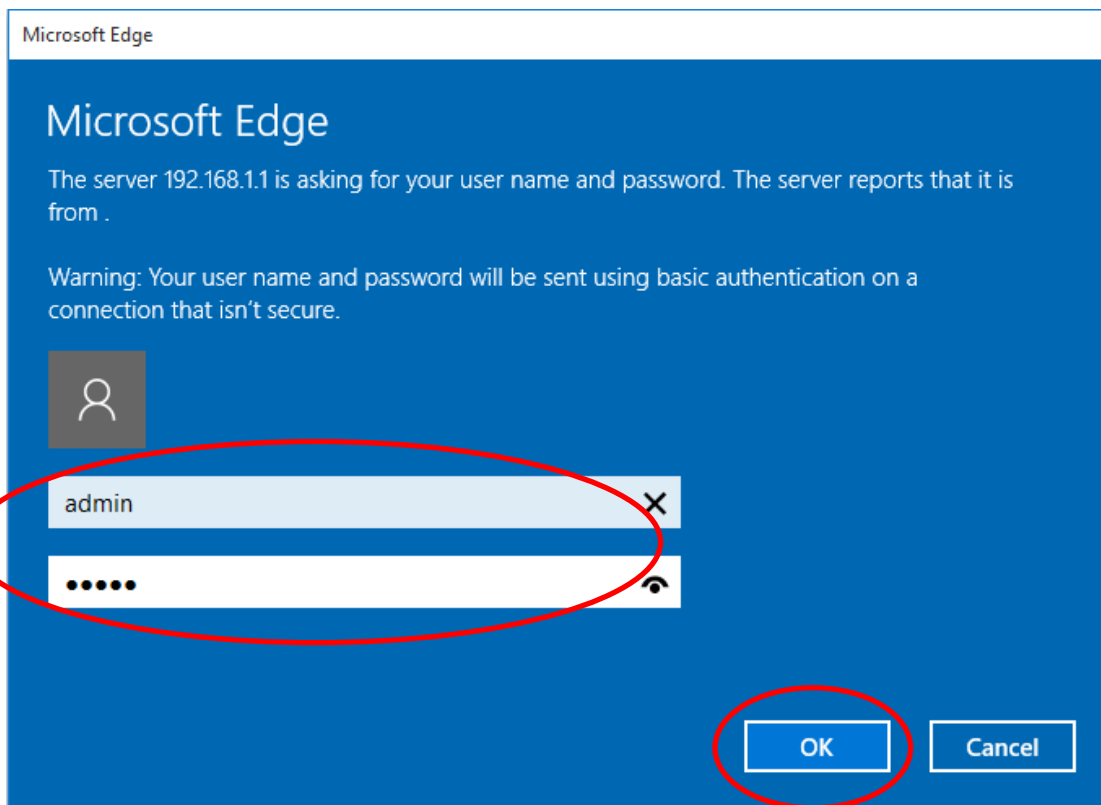 Microsoft Edge
Microsoft Edge
The server 192.168.1.1 is asking for your user name and password. The server reports that it is
from .
Warning: Your user name and password will be sent using basic authentication on a
connection that isn't secure.
admin
•••••
OK
Cancel